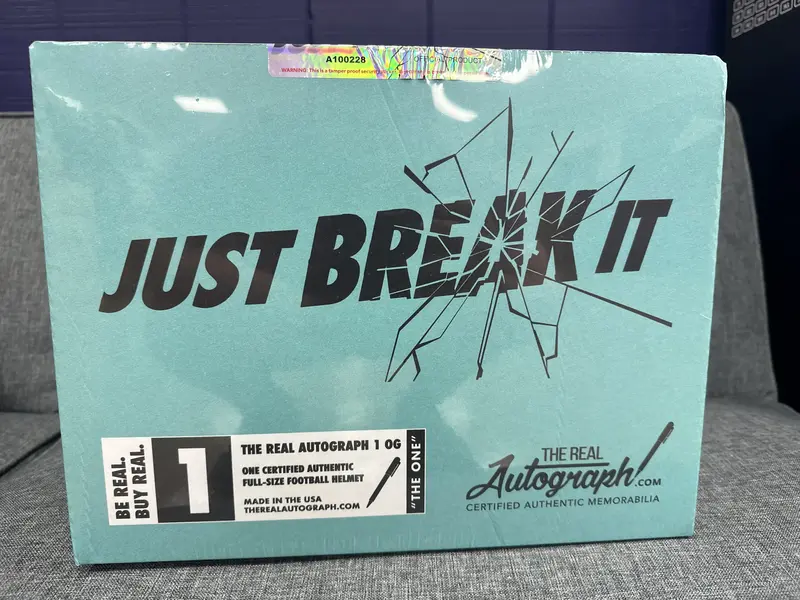 A100228
OFFICIAL PRODUCT
WARNING: This is a tamper proof
JUST BREAK IT
BE REAL.
BUY REAL.
1
THE REAL AUTOGRAPH 1 OG
ONE CERTIFIED AUTHENTIC
FULL-SIZE FOOTBALL HELMET
MADE IN THE USA
THEREALAUTOGRAPH.COM
"THE ONE"
THE REAL
Autograph.COM
CERTIFIED AUTHENTIC MEMORABILIA